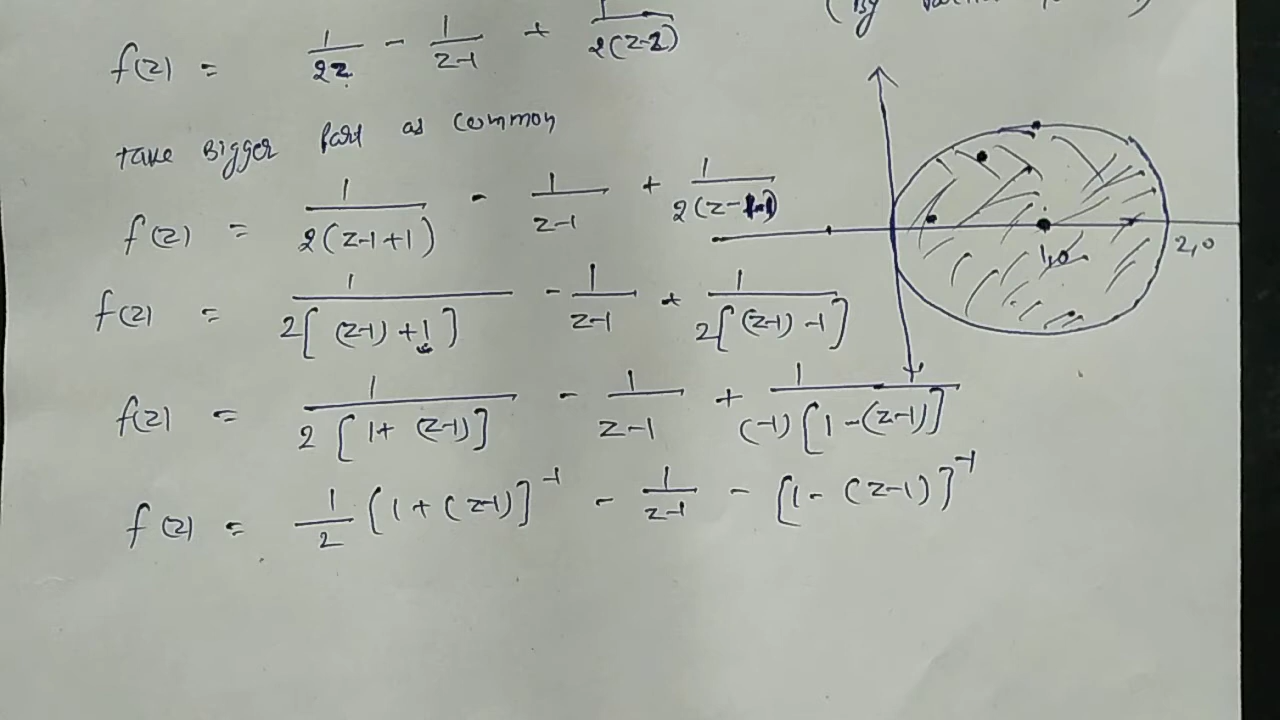 (By
f(z) = 1/2z - 1/z-1 + 1/2(z-2)
take Bigger Part as common
f(z) = 1/2(z-1+1) - 1/z-1 + 1/2(z-1-1)
1,0
2,0
f(z) = 1/2[(z-1)+1] - 1/z-1 + 1/2[(z-1)-1]
f(z) = 1/2[1+(z-1)] - 1/z-1 + 1/(-1)[1-(z-1)]
f(z) = 1/2 [1+(z-1)]^-1 - 1/z-1 - [1-(z-1)]^-1